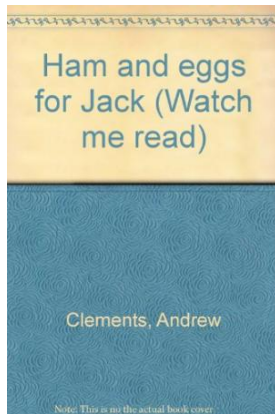 Ham and eggs
for Jack (Watch
me read)
Clements, Andrew
Note: This is no the actual book cover